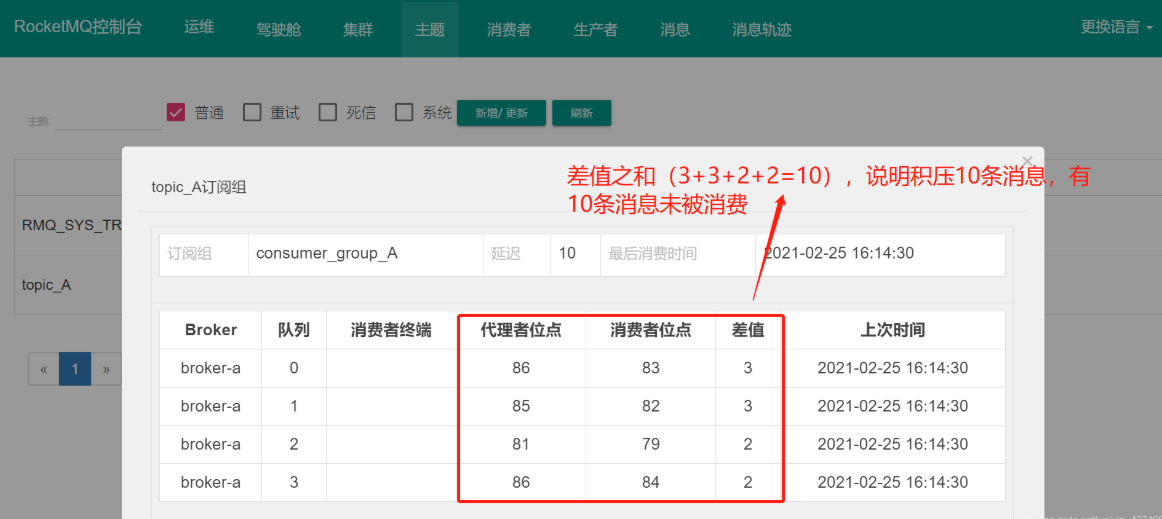 RocketMQ控制台 运维 驾驶舱 集群 主题 消费者 生产者 消息 消息轨迹 更换语言
主题: 普通 重试 死信 系统 新增/ 更新 刷新
×
差值之和（3+3+2+2=10），说明积压10条消息，有
10条消息未被消费
topic_A订阅组
RMQ_SYS_TR
订阅组 consumer_group_A 延迟 10 最后消费时间 2021-02-25 16:14:30
topic_A
Broker 队列 消费者终端 代理者位点 消费者位点 差值 上次时间
broker-a 0 86 83 3 2021-02-25 16:14:30
« 1 »
broker-a 1 85 82 3 2021-02-25 16:14:30
broker-a 2 81 79 2 2021-02-25 16:14:30
broker-a 3 86 84 2 2021-02-25 16:14:30